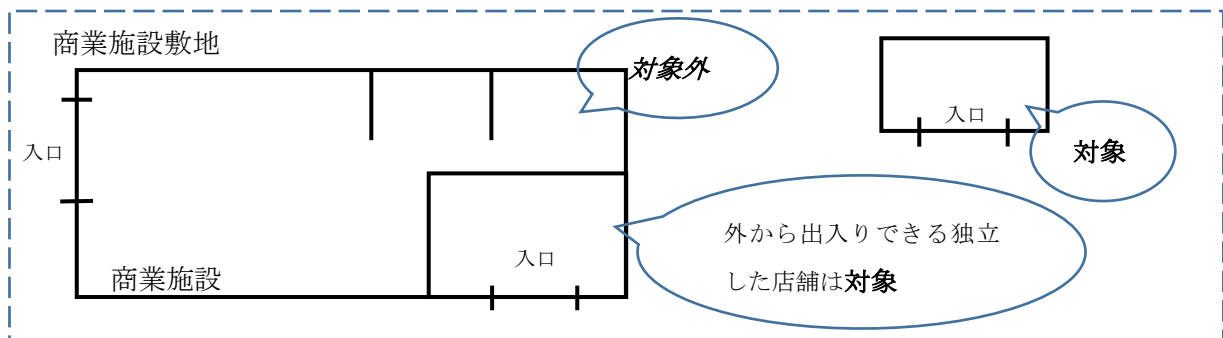 商業施設敷地
対象外
入口
対象
入口
外から出入りできる独立
した店舗は対象
入口
商業施設